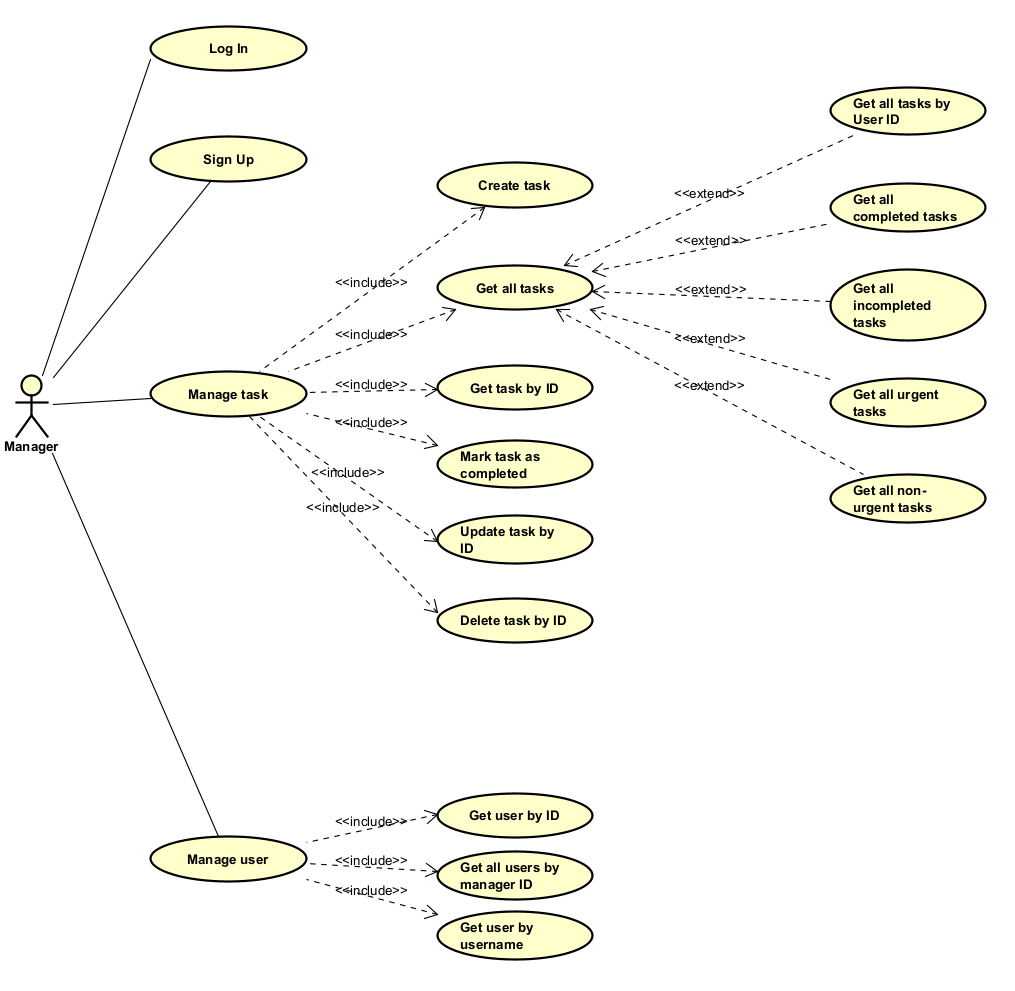 Log In
Sign Up
Manager
Manage task
Manage user
Create task
Get all tasks
Get task by ID
Mark task as
completed
Update task by
ID
Delete task by ID
<<include>>
<<include>>
<<include>>
<<include>>
<<include>>
<<include>>
Get all tasks by
User ID
Get all
completed tasks
Get all
incompleted
tasks
Get all urgent
tasks
Get all non-
urgent tasks
<<extend>>
<<extend>>
<<extend>>
<<extend>>
<<extend>>
Get user by ID
Get all users by
manager ID
Get user by
username
<<include>>
<<include>>
<<include>>